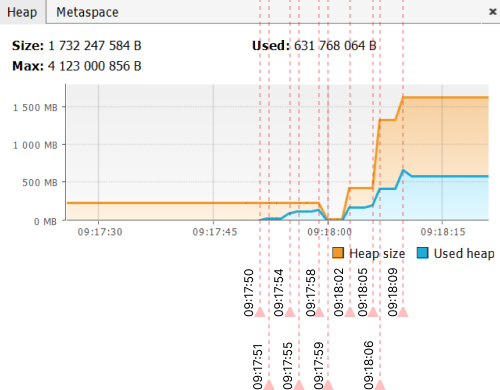 Heap Metaspace ×
Size: 1 732 247 584 B Used: 631 768 064 B
Max: 4 123 000 856 B
1 500 MB
1 000 MB
500 MB
0 MB
09:17:30 09:17:45 09:18:00 09:18:15
Heap size Used heap
09:17:50 09:17:54 09:17:58 09:18:02 09:18:05 09:18:09
09:17:51 09:17:55 09:17:59 09:18:06